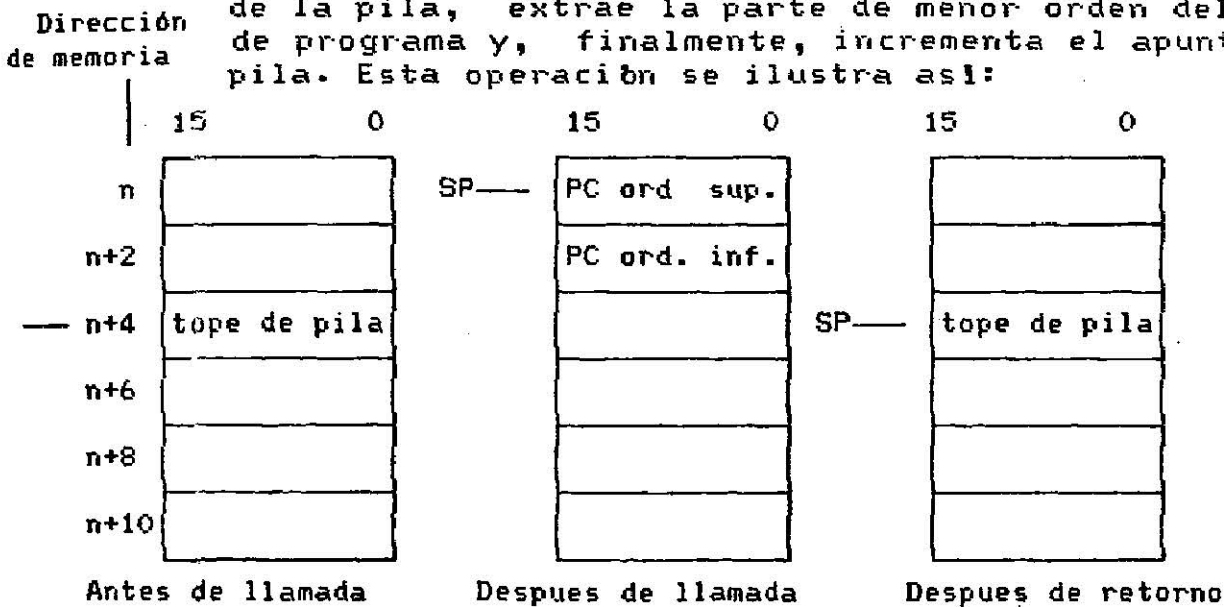 de la pila, extrae la parte de menor orden del
Dirección de programa y, finalmente, incrementa el
de memoria pila. Esta operación se ilustra asl:
15 0 15 0 15 0
n SP PC ord sup.
n+2 PC ord. inf.
n+4 tope de pila SP tope de pila
n+6
n+8
n+10
Antes de llamada Despues de llamada Despues de retorno